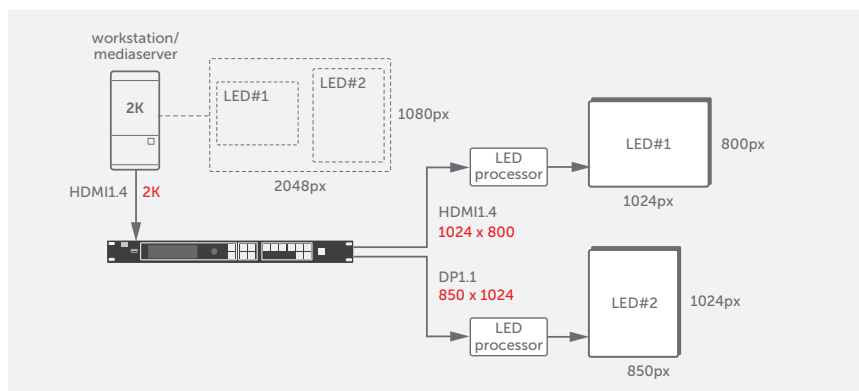 workstation/
mediaserver
2K
LED#1
LED#2
1080px
2048px
HDMI1.4 2K
LED
processor
LED#1
800px
1024px
HDMI1.4
1024 x 800
DP1.1
850 x 1024
LED
processor
LED#2
1024px
850px